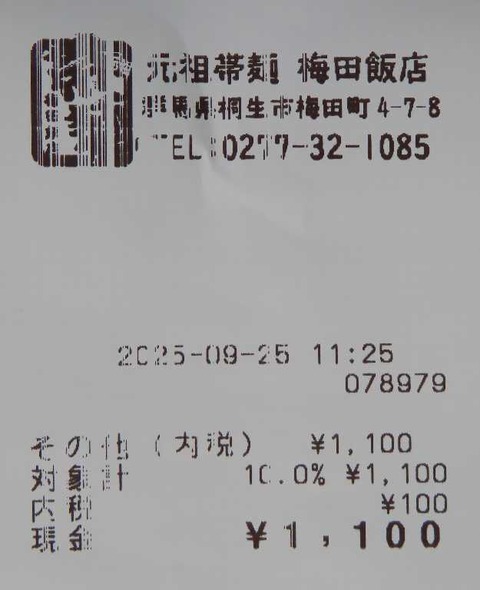 元祖帯麺 梅田飯店
群馬県桐生市梅田町4-7-8
TEL:0277-32-1085
2025-09-25 11:25
078979
その他(内税) ¥1,100
対象計 10.0% ¥1,100
内税 ¥100
現金 ¥1,100